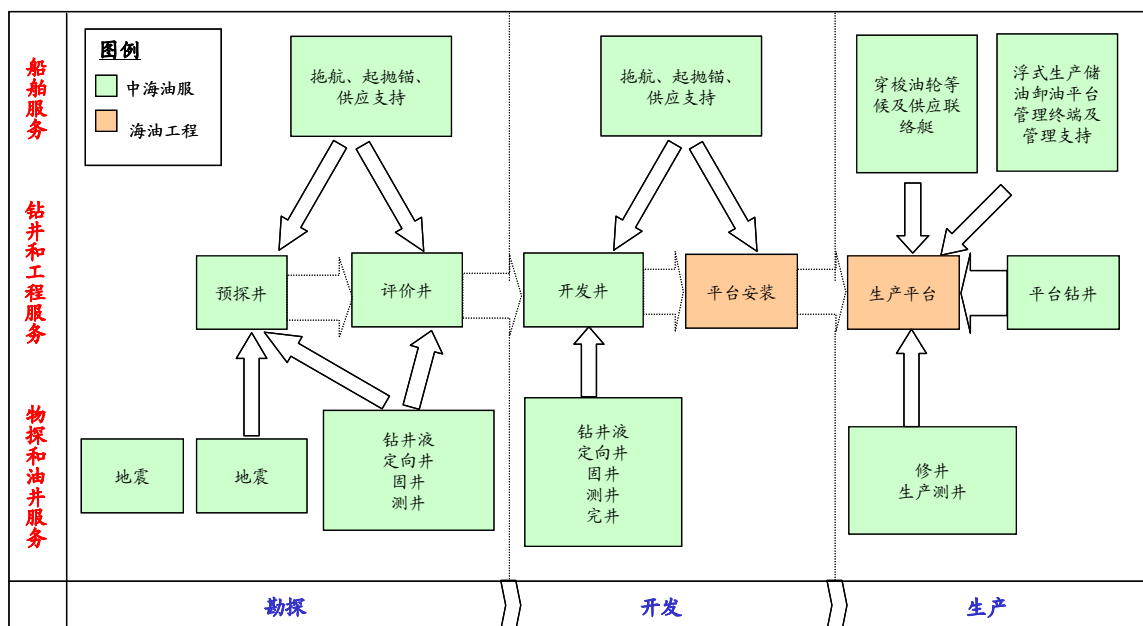 船舶服务
图例
中海油服
海油工程
拖航、起抛锚、
供应支持
拖航、起抛锚、
供应支持
穿梭油轮等
候及供应联
络艇
浮式生产储
油卸油平台
管理终端及
管理支持
钻井和工程服务
预探井
评价井
开发井
平台安装
生产平台
平台钻井
物探和油井服务
地震
地震
钻井液
定向井
固井
测井
钻井液
定向井
固井
测井
完井
修井
生产测井
勘探
开发
生产